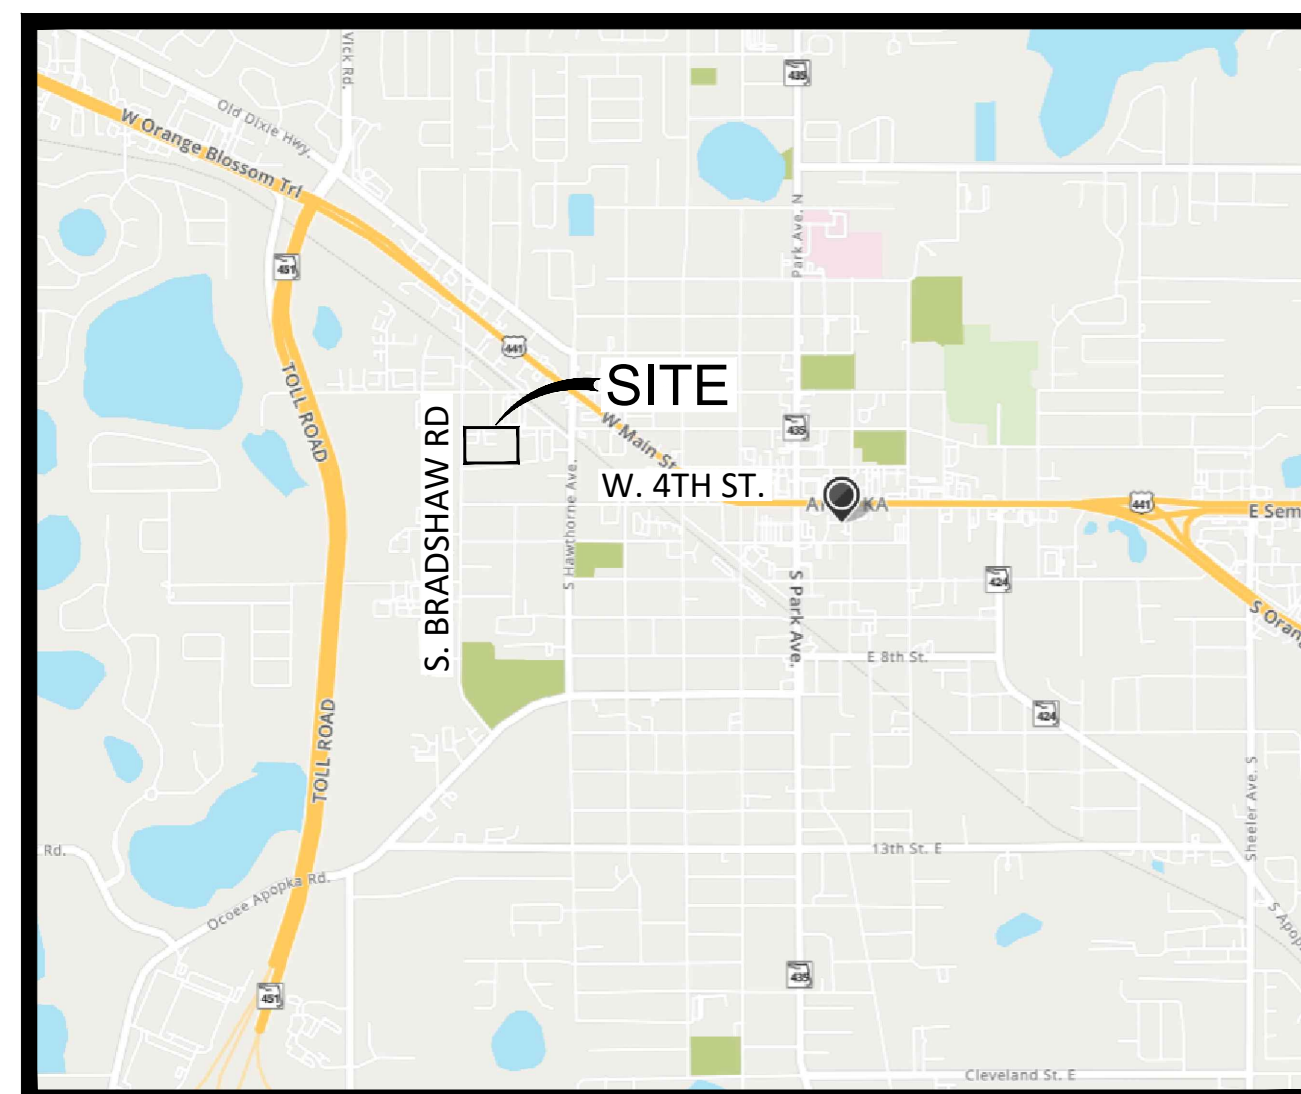 Vick Rd.
435
Old Dixie Hwy.
W Orange Blossom Trl
Park Ave. N
451
441
TOLL ROAD
SITE
S. BRADSHAW RD
W Main St
435
W. 4TH ST.
S Hawthorne Ave.
KA
441
E Sem
424
S Park Ave.
S Oran
E 8th St.
TOLL ROAD
424
Sheeler Ave. S
Rd.
13th St. E
Ocoee Apopka Rd.
S Apop
435
451
Cleveland St. E